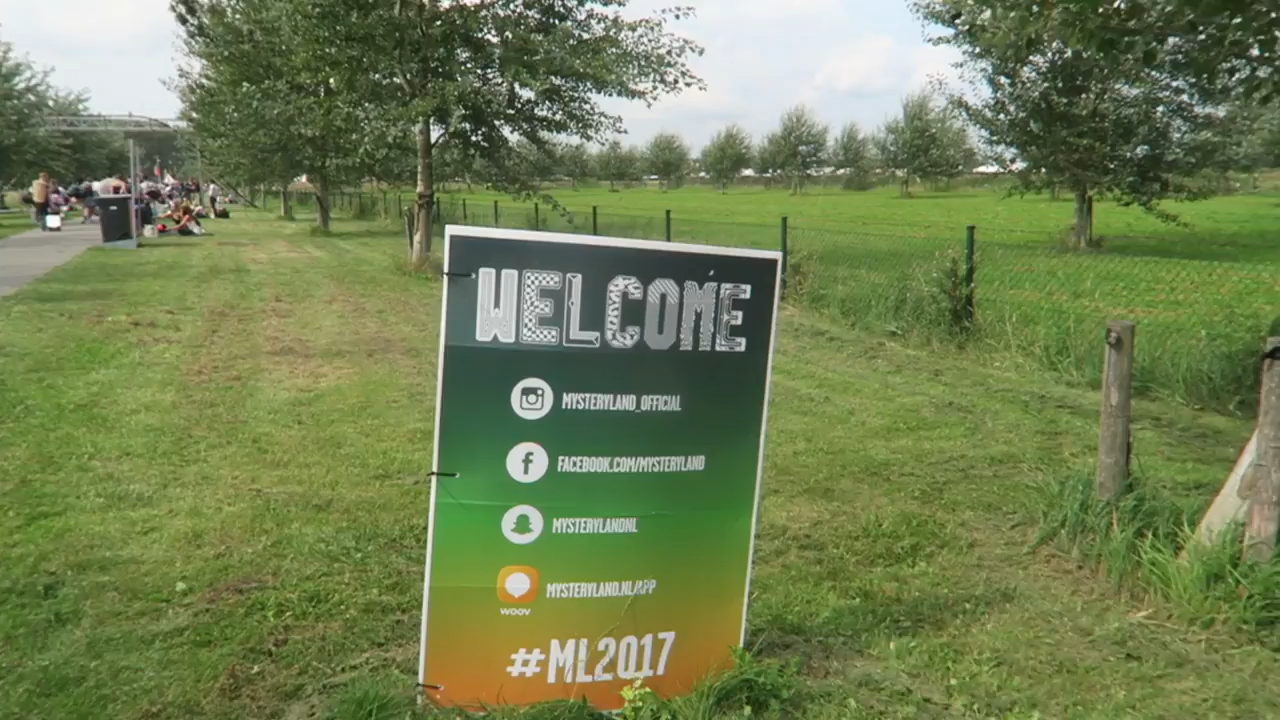 WELCOME
MYSTERYLAND_OFFICIAL
FACEBOOK.COM/MYSTERYLAND
MYSTERYLANDNL
MYSTERYLAND.NL/APP
WOOV
#ML2017